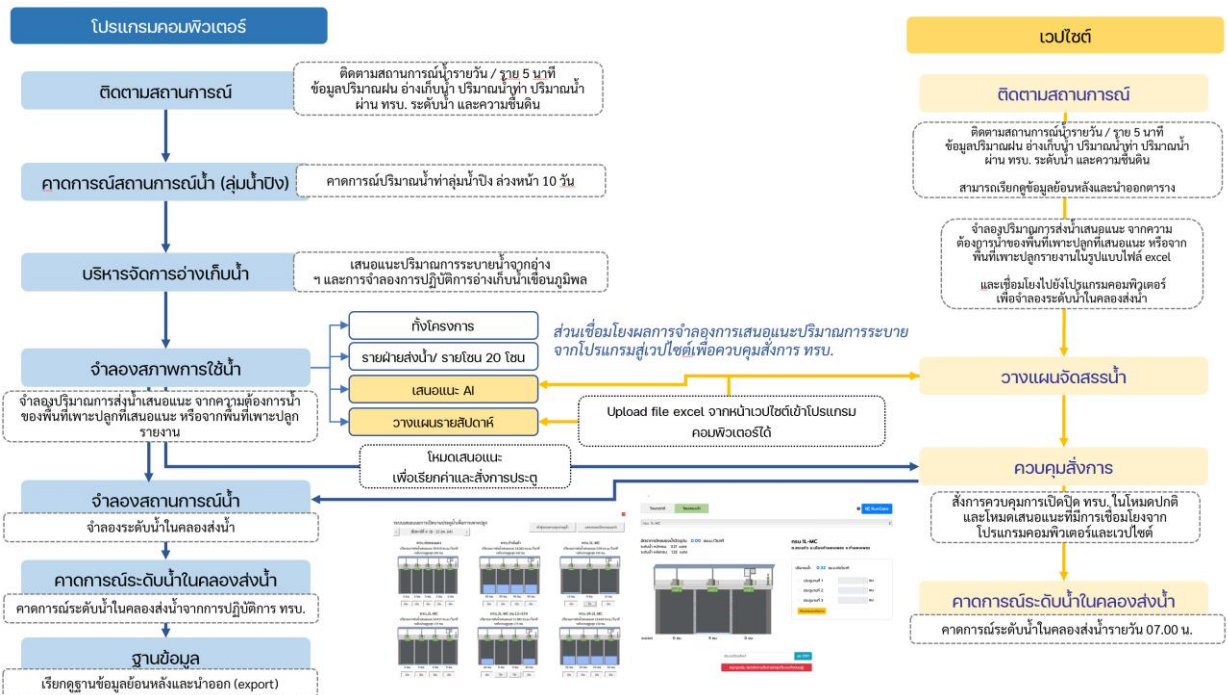 โปรแกรมคอมพิวเตอร์
ติดตามสถานการณ์
ติดตามสถานการณ์น้ำรายวัน / ราย 5 นาที
ข้อมูลปริมาณฝน อ่างเก็บน้ำ ปริมาณน้ำท่า ปริมาณน้ำ
ผ่าน ทรบ. ระดับน้ำ และความชื้นดิน
คาดการณ์สถานการณ์น้ำ (ลุ่มน้ำปิง)
คาดการณ์ปริมาณน้ำท่าลุ่มน้ำปิง ล่วงหน้า 10 วัน
บริหารจัดการอ่างเก็บน้ำ
เสนอแนะปริมาณการระบายน้ำจากอ่าง
ฯ และการจำลองการปฏิบัติการอ่างเก็บน้ำเขื่อนภูมิพล
จำลองสภาพการใช้น้ำ
จำลองปริมาณการส่งน้ำเสนอแนะ จากความต้องการน้ำ
ของพื้นที่เพาะปลูกที่เสนอแนะ หรือจากพื้นที่เพาะปลูก
รายงาน
ทั้งโครงการ
รายฝ่ายส่งน้ำ/ รายโซน 20 โซน
เสนอแนะ AI
วางแผนรายสัปดาห์
ส่วนเชื่อมโยงผลการจำลองการเสนอแนะปริมาณการระบาย
จากโปรแกรมสู่เวปไซต์เพื่อควบคุมสั่งการ ทรบ.
Upload file excel จากหน้าเวปไซต์เข้าโปรแกรม
คอมพิวเตอร์ได้
โหมดเสนอแนะ
เพื่อเรียกค่าและสั่งการประตู
จำลองสถานการณ์น้ำ
จำลองระดับน้ำในคลองส่งน้ำ
คาดการณ์ระดับน้ำในคลองส่งน้ำ
คาดการณ์ระดับน้ำในคลองส่งน้ำจากการปฏิบัติการ ทรบ.
ฐานข้อมูล
เรียกดูฐานข้อมูลย้อนหลังและนำออก (export)
เวปไซต์
ติดตามสถานการณ์
ติดตามสถานการณ์น้ำรายวัน / ราย 5 นาที
ข้อมูลปริมาณฝน อ่างเก็บน้ำ ปริมาณน้ำท่า ปริมาณน้ำ
ผ่าน ทรบ. ระดับน้ำ และความชื้นดิน
สามารถเรียกดูข้อมูลย้อนหลังและนำออกตาราง
จำลองปริมาณการส่งน้ำเสนอแนะ จากความ
ต้องการน้ำของพื้นที่เพาะปลูกที่เสนอแนะ หรือจาก
พื้นที่เพาะปลูกรายงานในรูปแบบไฟล์ excel
และเชื่อมโยงไปยังโปรแกรมคอมพิวเตอร์
เพื่อจำลองระดับน้ำในคลองส่งน้ำ
วางแผนจัดสรรน้ำ
ควบคุมสั่งการ
สั่งการควบคุมการเปิดปิด ทรบ. ในโหมดปกติ
และโหมดเสนอแนะที่มีการเชื่อมโยงจาก
โปรแกรมคอมพิวเตอร์และเวปไซต์
คาดการณ์ระดับน้ำในคลองส่งน้ำ
คาดการณ์ระดับน้ำในคลองส่งน้ำรายวัน 07.00 น.
ทรบ 1L-MC